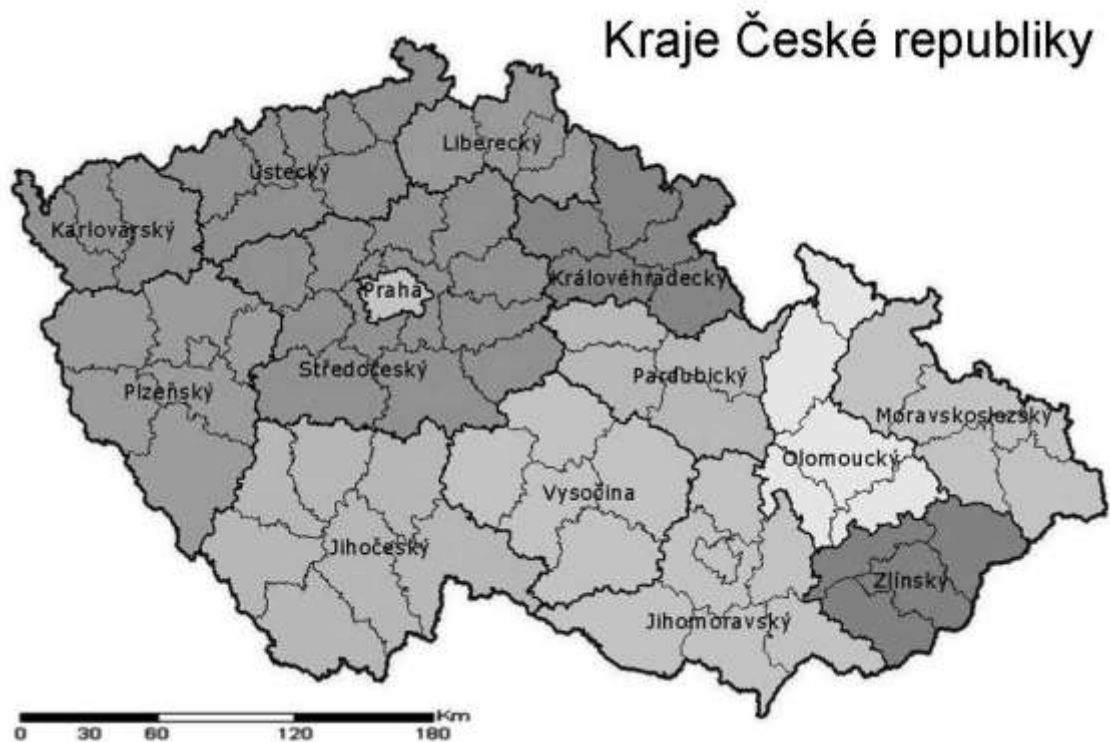 Kraje České republiky
Liberecký
Ústecký
Karlovarský
Královéhradecký
Praha
Středočeský
Pardubický
Plzeňský
Moravskoslezský
Olomoucký
Vysočina
Jihočeský
Zlínský
Jihomoravský
Km
0 30 60 120 180